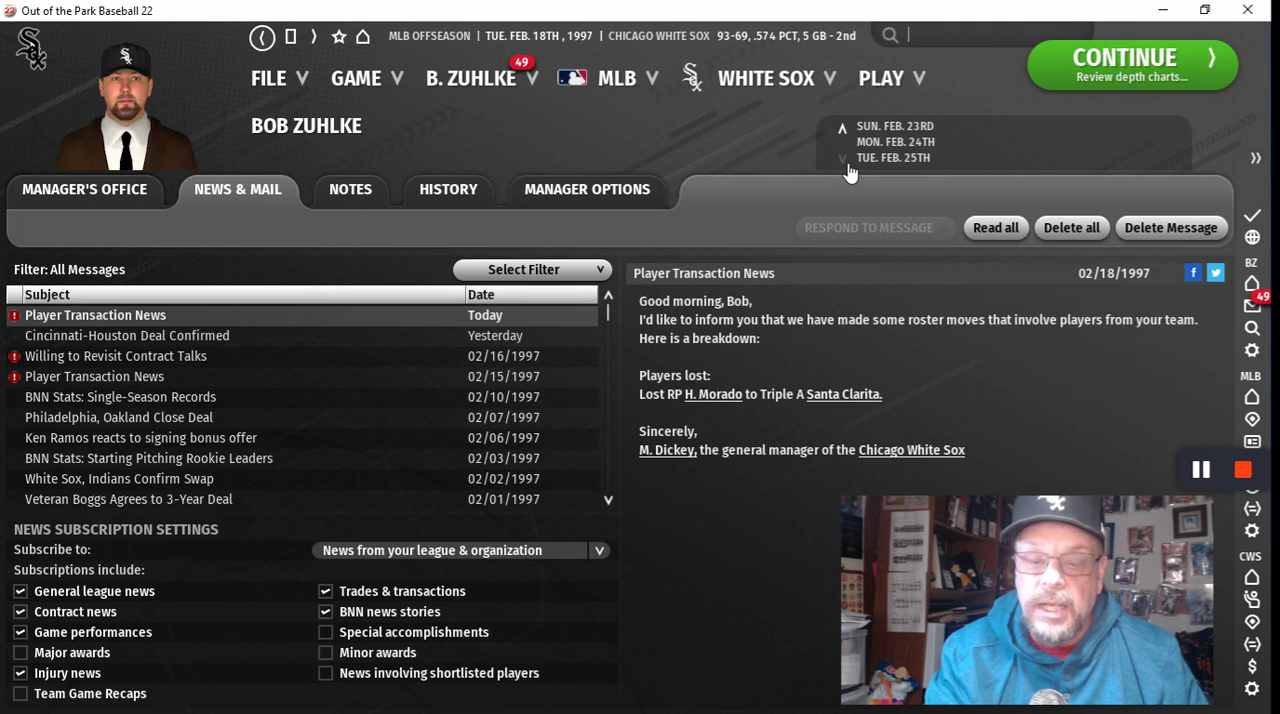 Out of the Park Baseball 22
MLB OFFSEASON | TUE. FEB. 18TH , 1997 | CHICAGO WHITE SOX 93-69, .574 PCT, 5 GB - 2nd
CONTINUE
Review depth charts...
49
FILE GAME B. ZUHLKE MLB WHITE SOX PLAY
BOB ZUHLKE
SUN. FEB. 23RD
MON. FEB. 24TH
TUE. FEB. 25TH
MANAGER'S OFFICE NEWS & MAIL NOTES HISTORY MANAGER OPTIONS
RESPOND TO MESSAGE Read all Delete all Delete Message
Filter: All Messages Select Filter
Subject Date
Player Transaction News Today
Cincinnati-Houston Deal Confirmed Yesterday
Willing to Revisit Contract Talks 02/16/1997
Player Transaction News 02/15/1997
BNN Stats: Single-Season Records 02/10/1997
Philadelphia, Oakland Close Deal 02/07/1997
Ken Ramos reacts to signing bonus offer 02/06/1997
BNN Stats: Starting Pitching Rookie Leaders 02/03/1997
White Sox, Indians Confirm Swap 02/02/1997
Veteran Boggs Agrees to 3-Year Deal 02/01/1997
NEWS SUBSCRIPTION SETTINGS
Subscribe to: News from your league & organization
Subscriptions include:
General league news Trades & transactions
Contract news BNN news stories
Game performances Special accomplishments
Major awards Minor awards
Injury news News involving shortlisted players
Team Game Recaps
Player Transaction News 02/18/1997
Good morning, Bob,
I'd like to inform you that we have made some roster moves that involve players from your team.
Here is a breakdown:
Players lost:
Lost RP H. Morado to Triple A Santa Clarita.
Sincerely,
M. Dickey, the general manager of the Chicago White Sox
BZ
49
MLB
CWS